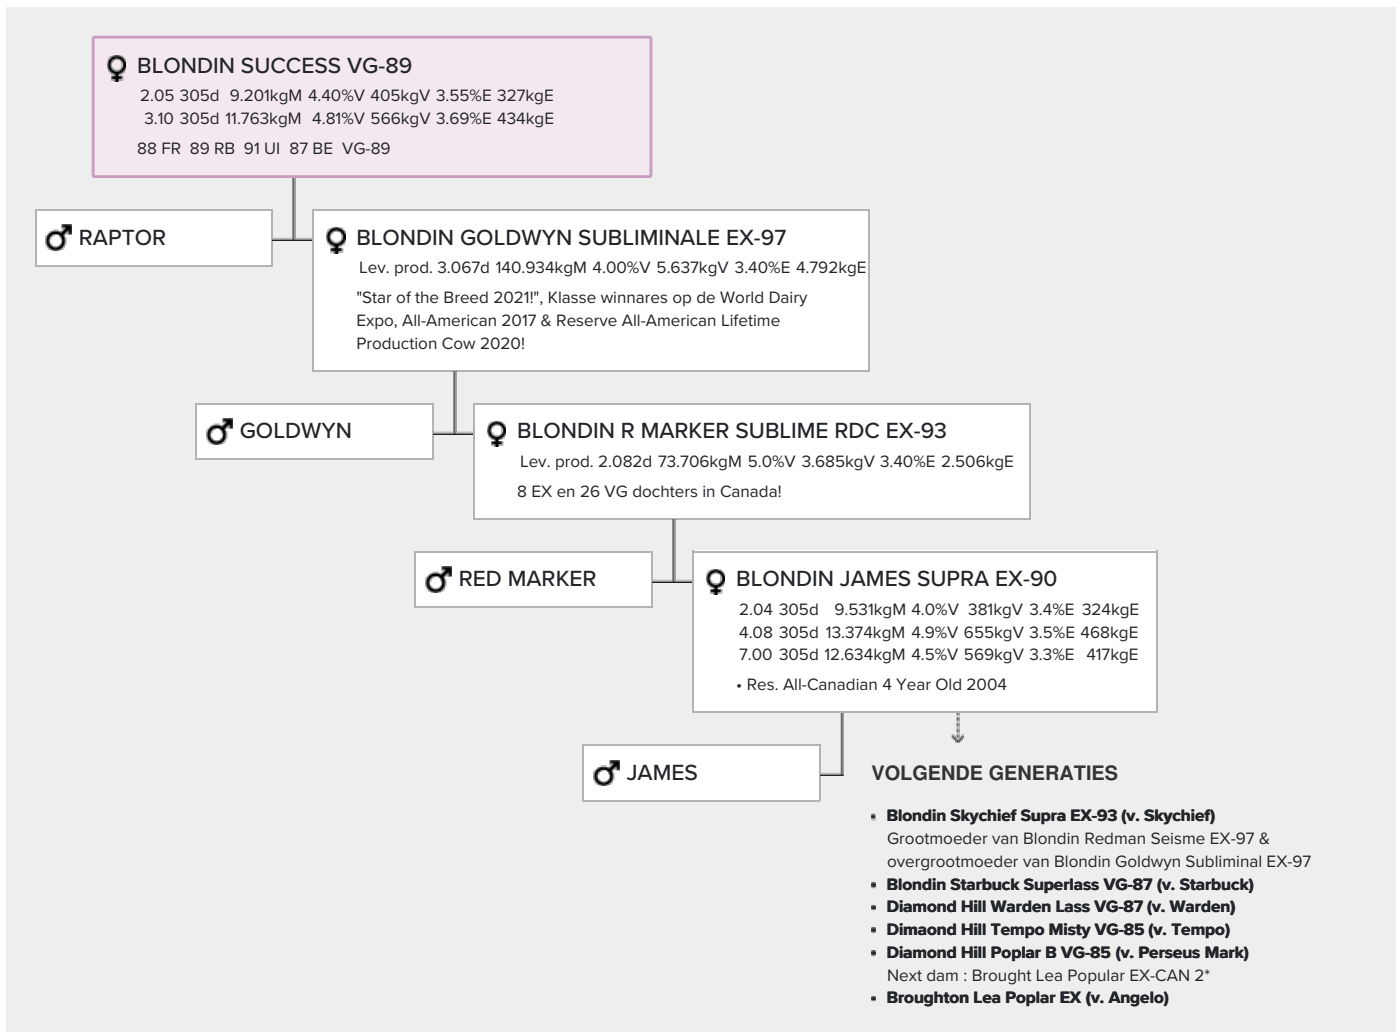 BLONDIN SUCCESS VG-89
2.05 305d 9.201kgM 4.40%V 405kgV 3.55%E 327kgE
3.10 305d 11.763kgM 4.81%V 566kgV 3.69%E 434kgE
88 FR 89 RB 91 UI 87 BE VG-89
RAPTOR
BLONDIN GOLDWYN SUBLIMINALE EX-97
Lev. prod. 3.067d 140.934kgM 4.00%V 5.637kgV 3.40%E 4.792kgE
"Star of the Breed 2021!", Klasse winnares op de World Dairy
Expo, All-American 2017 & Reserve All-American Lifetime
Production Cow 2020!
GOLDWYN
BLONDIN R MARKER SUBLIME RDC EX-93
Lev. prod. 2.082d 73.706kgM 5.0%V 3.685kgV 3.40%E 2.506kgE
8 EX en 26 VG dochters in Canada!
RED MARKER
BLONDIN JAMES SUPRA EX-90
2.04 305d 9.531kgM 4.0%V 381kgV 3.4%E 324kgE
4.08 305d 13.374kgM 4.9%V 655kgV 3.5%E 468kgE
7.00 305d 12.634kgM 4.5%V 569kgV 3.3%E 417kgE
• Res. All-Canadian 4 Year Old 2004
JAMES
VOLGENDE GENERATIES
• Blondin Skychief Supra EX-93 (v. Skychief)
Grootmoeder van Blondin Redman Seisme EX-97 &
overgrootmoeder van Blondin Goldwyn Subliminal EX-97
• Blondin Starbuck Superlass VG-87 (v. Starbuck)
• Diamond Hill Warden Lass VG-87 (v. Warden)
• Dimaond Hill Tempo Misty VG-85 (v. Tempo)
• Diamond Hill Poplar B VG-85 (v. Perseus Mark)
Next dam : Brought Lea Popular EX-CAN 2*
• Broughton Lea Poplar EX (v. Angelo)